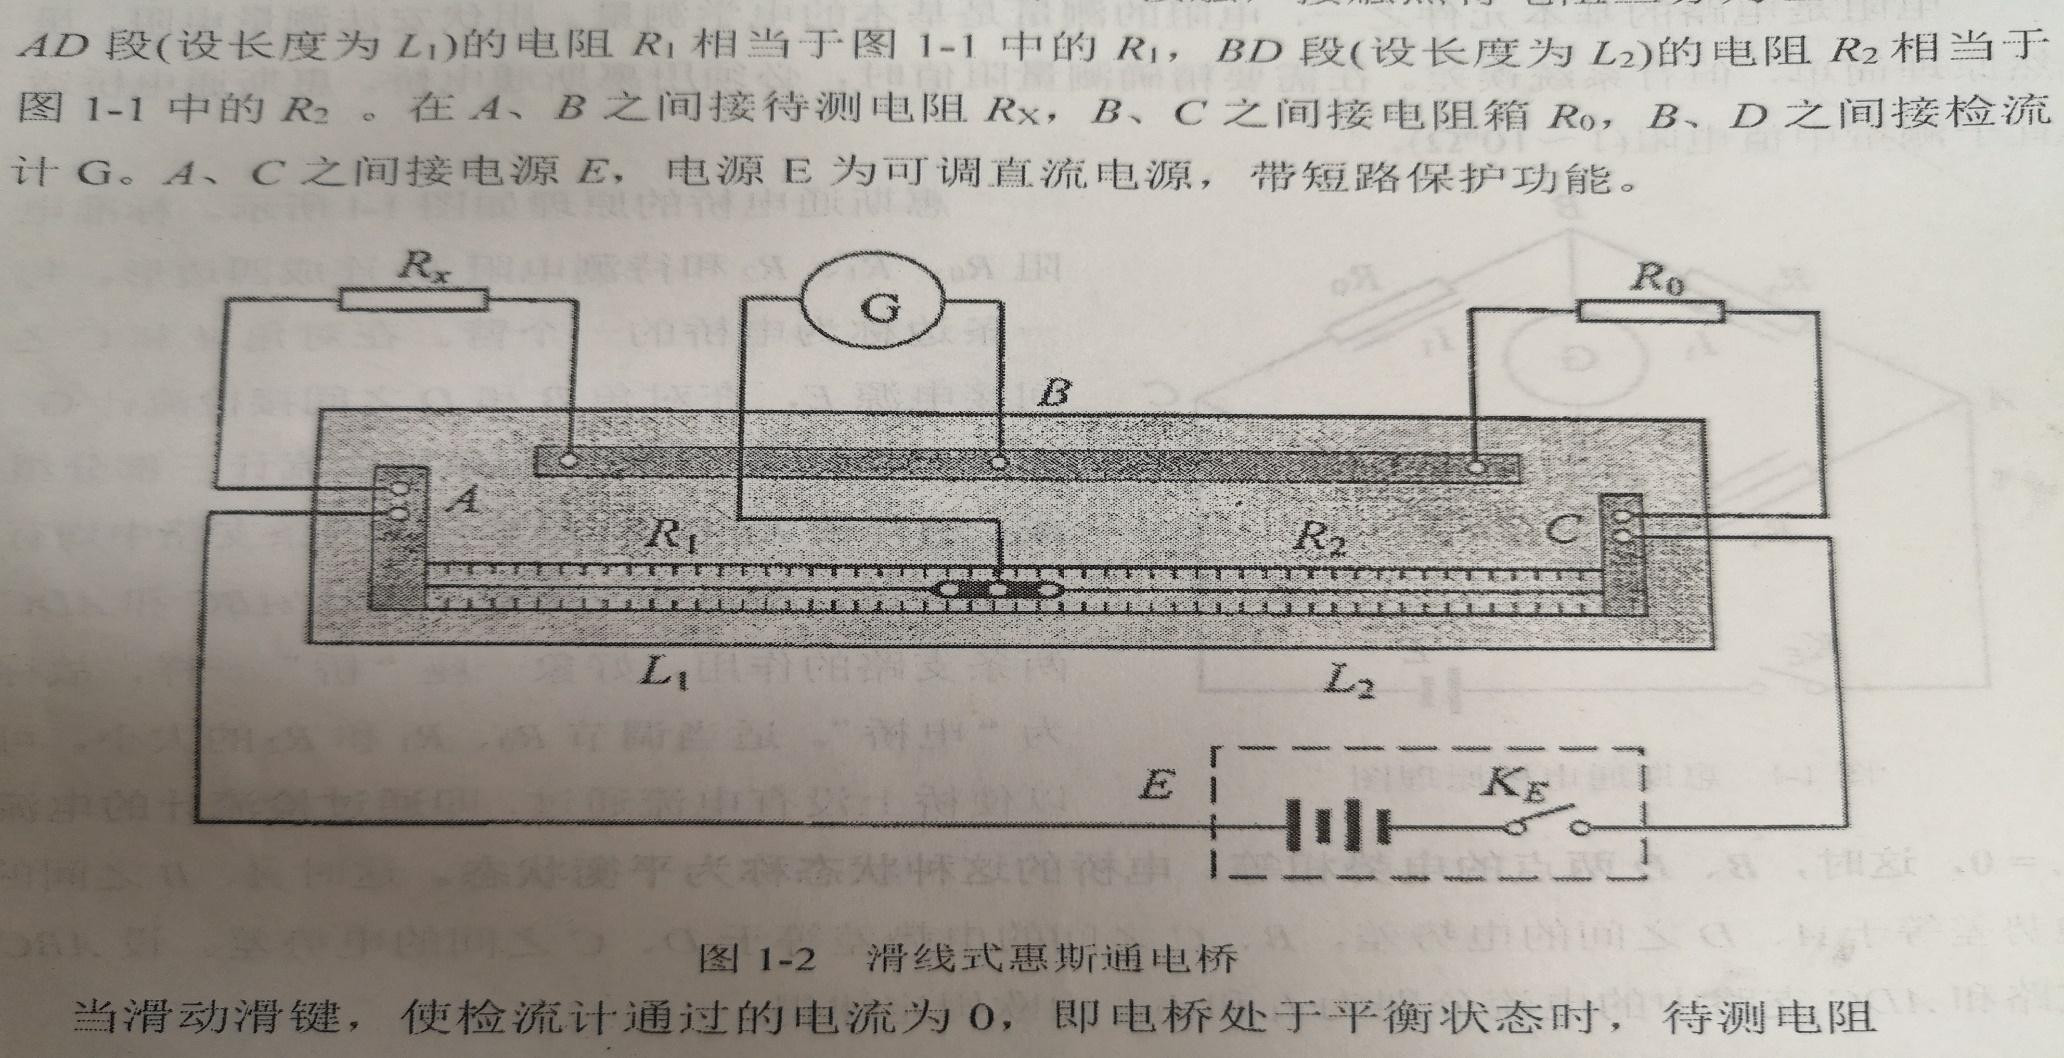 AD 段(设长度为 L₁)的电阻 R₁ 相当于图 1-1 中的 R₁，BD 段(设长度为 L₂)的电阻 R₂ 相当于
图 1-1 中的 R₂ 。在 A、B 之间接待测电阻 Rx，B、C 之间接电阻箱 R₀，B、D 之间接检流
计 G。A、C 之间接电源 E，电源 E 为可调直流电源，带短路保护功能。
Rx
G
R₀
B
A
R₁
R₂
C
L₁
L₂
E
K_E
图 1-2 滑线式惠斯通电桥
当滑动滑键，使检流计通过的电流为 0，即电桥处于平衡状态时，待测电阻